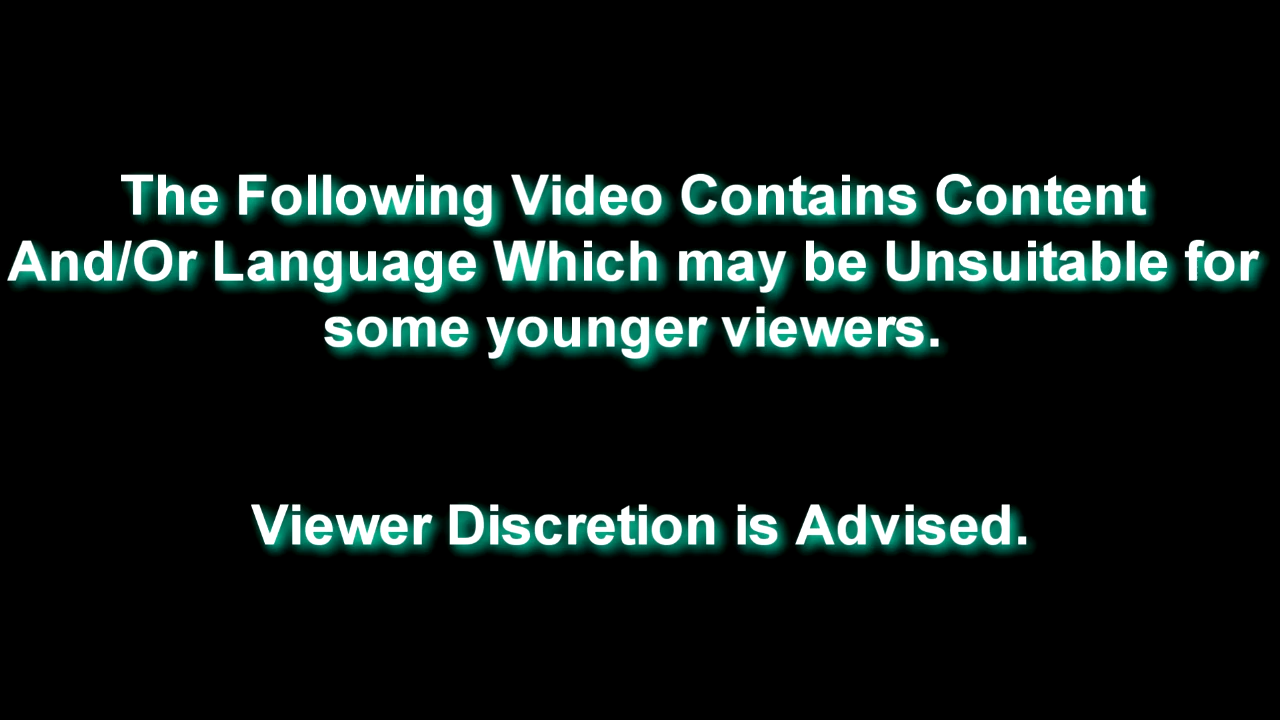 The Following Video Contains Content
And/Or Language Which may be Unsuitable for
some younger viewers.
Viewer Discretion is Advised.